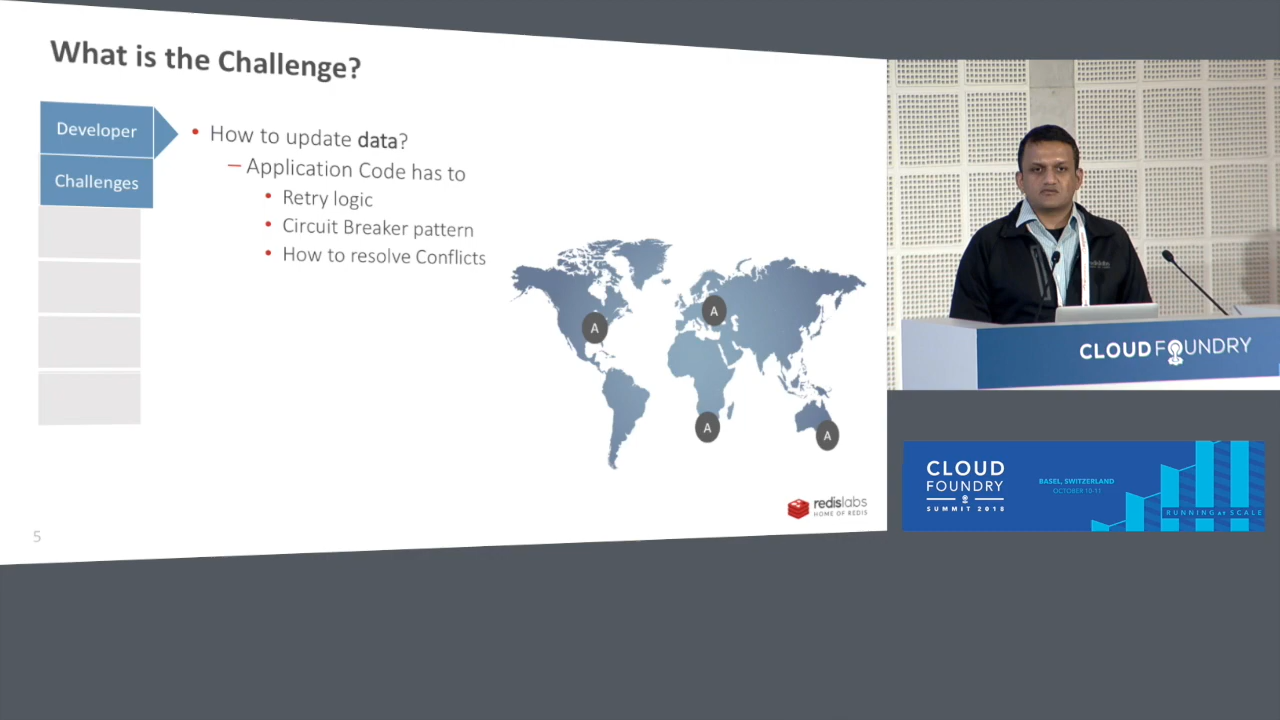 What is the Challenge?
Developer
Challenges
• How to update data?
– Application Code has to
• Retry logic
• Circuit Breaker pattern
• How to resolve Conflicts
A
A
A
A
redislabs
HOME OF REDIS
5
CLOUD FOUNDRY
CLOUD
FOUNDRY
SUMMIT 2018
BASEL, SWITZERLAND
OCTOBER 10-11
RUNNING at SCALE